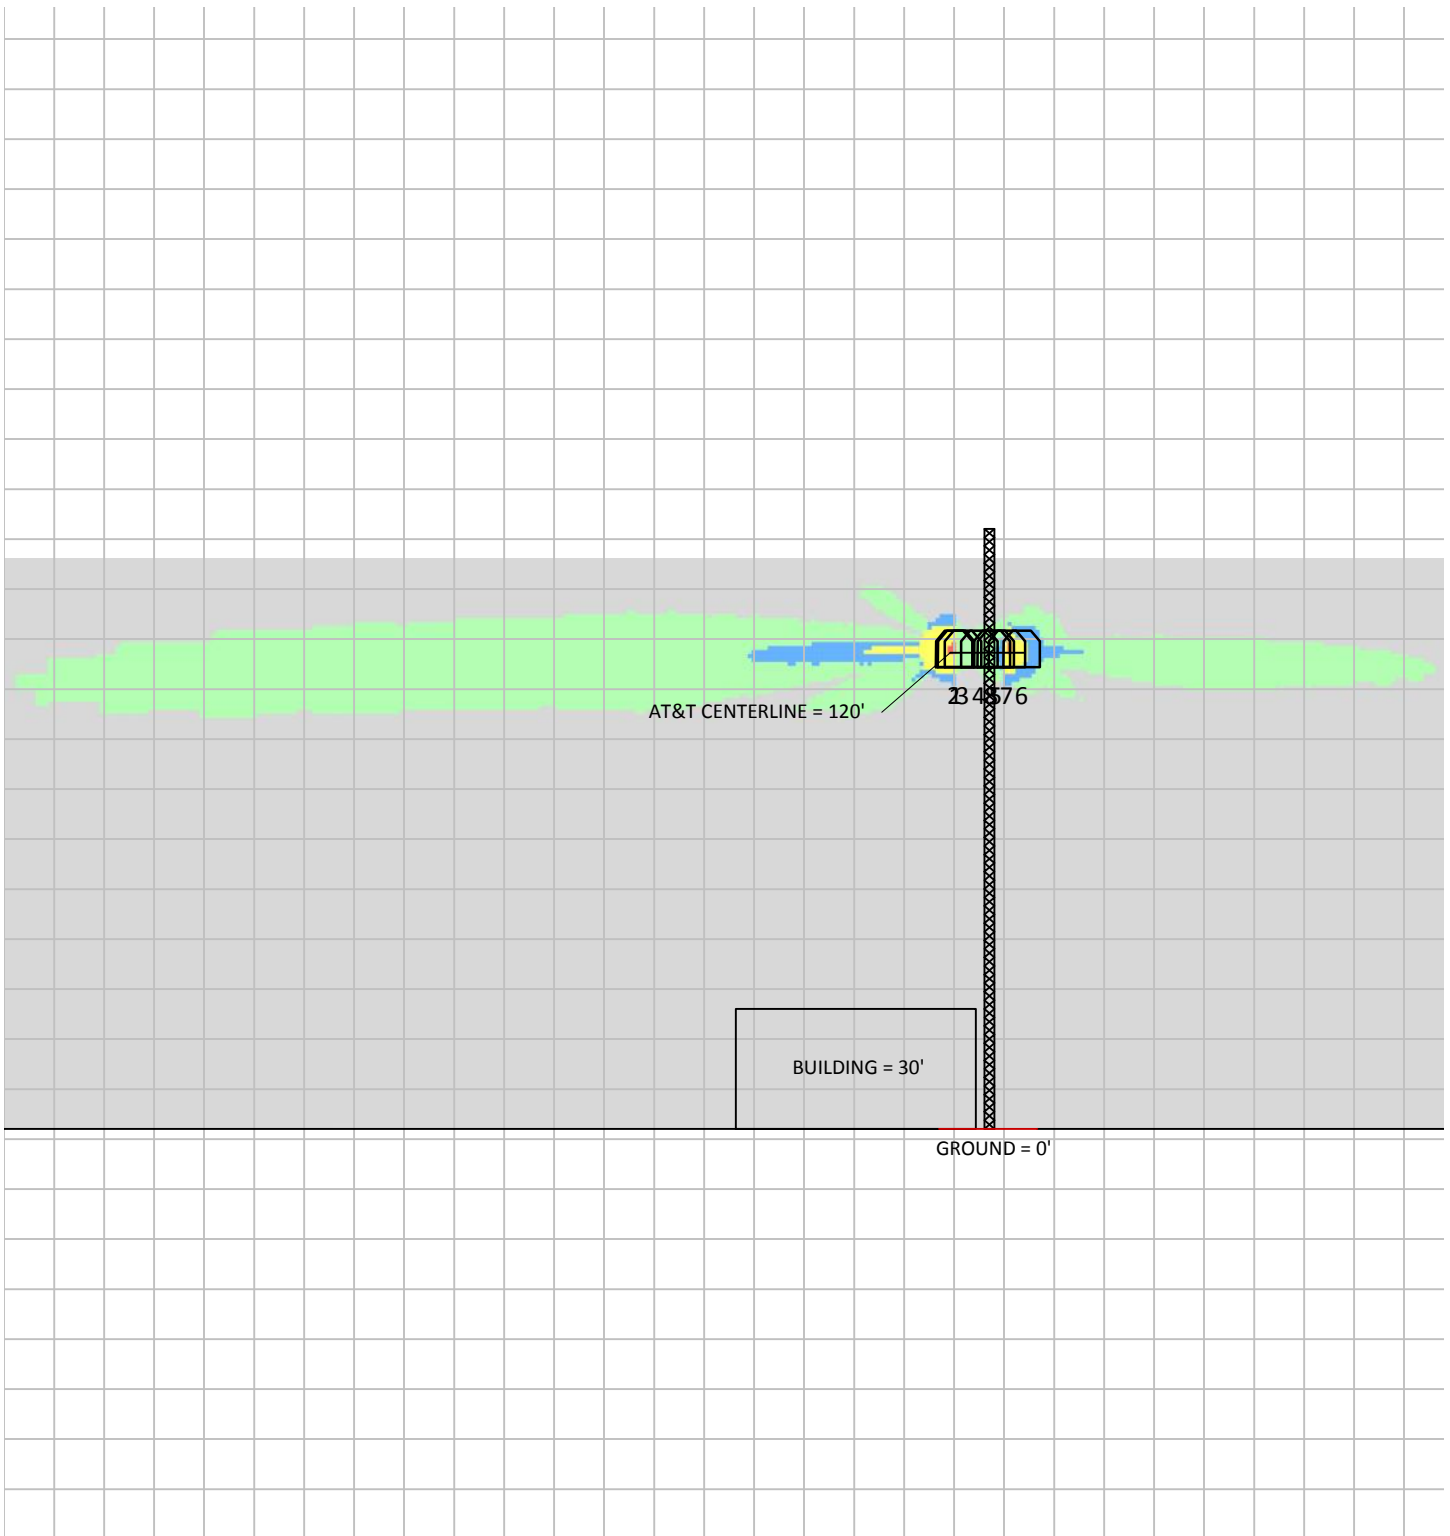 AT&T CENTERLINE = 120'
BUILDING = 30'
GROUND = 0'